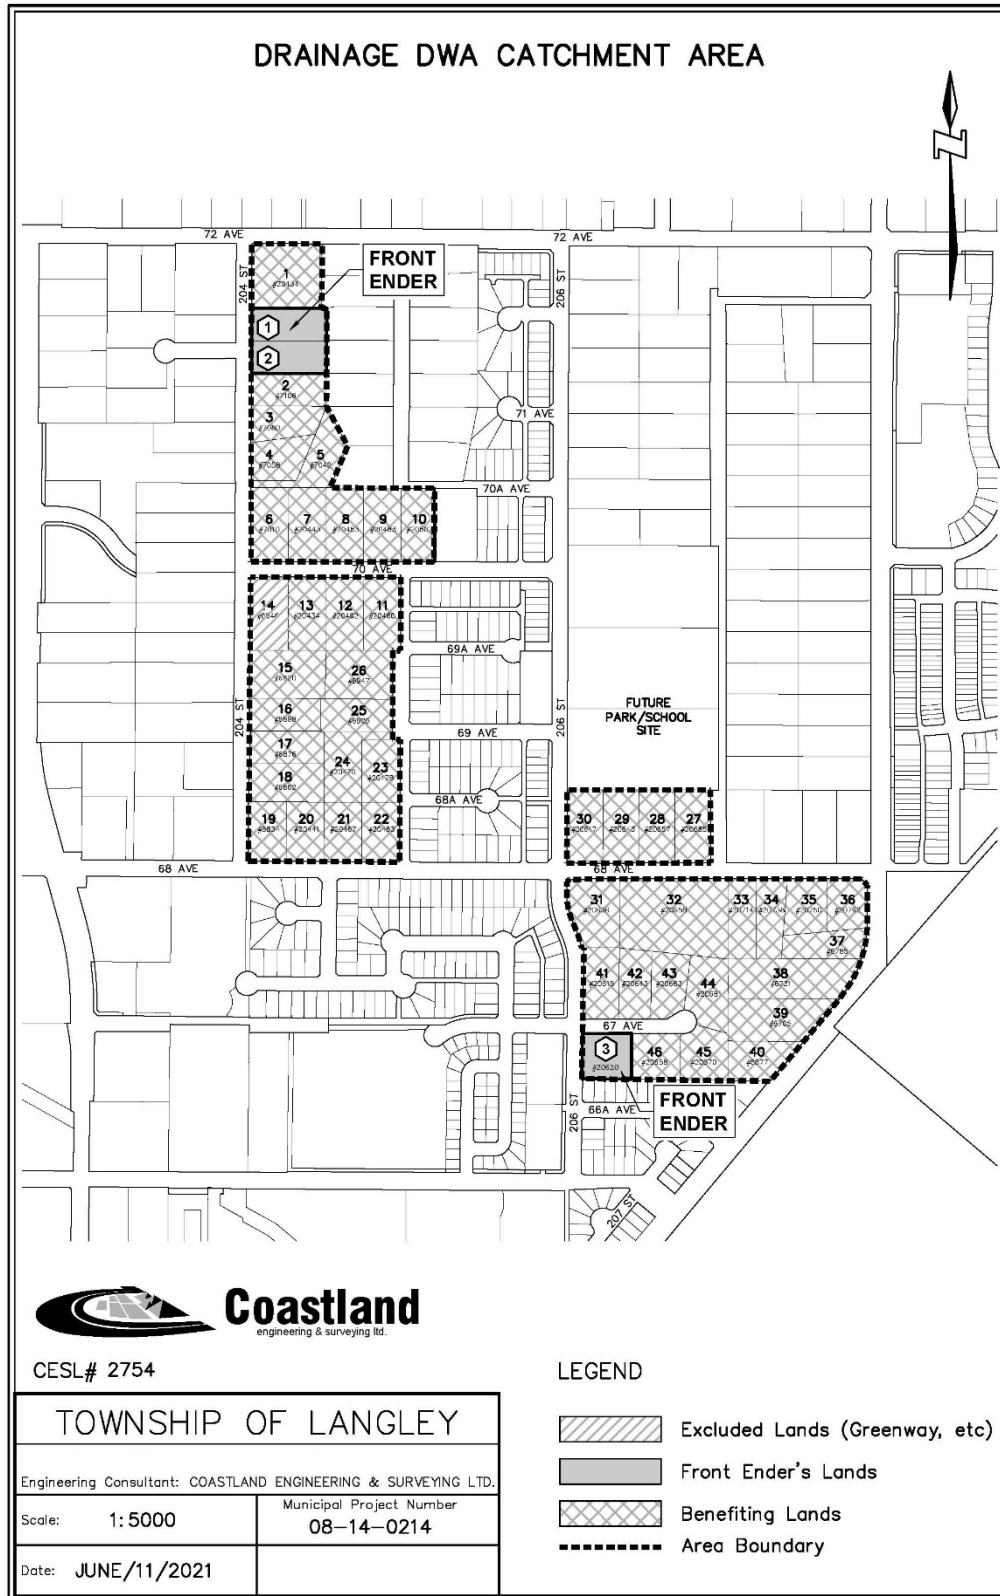 DRAINAGE DWA CATCHMENT AREA
N
72 AVE
72 AVE
FRONT
ENDER
204 ST
206 ST
1
1
2
2
#7106
3
4
5
71 AVE
70A AVE
6
7
8
9
10
#7010
#20443
70 AVE
14
13
12
11
#20434
69A AVE
15
26
16
25
FUTURE
PARK/SCHOOL
SITE
204 ST
206 ST
17
69 AVE
18
24
23
68A AVE
19
20
21
22
30
29
28
27
68 AVE
68 AVE
31
32
33
34
35
36
37
41
42
43
44
38
39
67 AVE
3
#20620
46
45
40
66A AVE
FRONT
ENDER
206 ST
207 ST
Coastland
engineering & surveying ltd.
CESL# 2754
TOWNSHIP OF LANGLEY
Engineering Consultant: COASTLAND ENGINEERING & SURVEYING LTD.
Scale: 1:5000
Municipal Project Number
08-14-0214
Date: JUNE/11/2021
LEGEND
Excluded Lands (Greenway, etc)
Front Ender's Lands
Benefiting Lands
Area Boundary